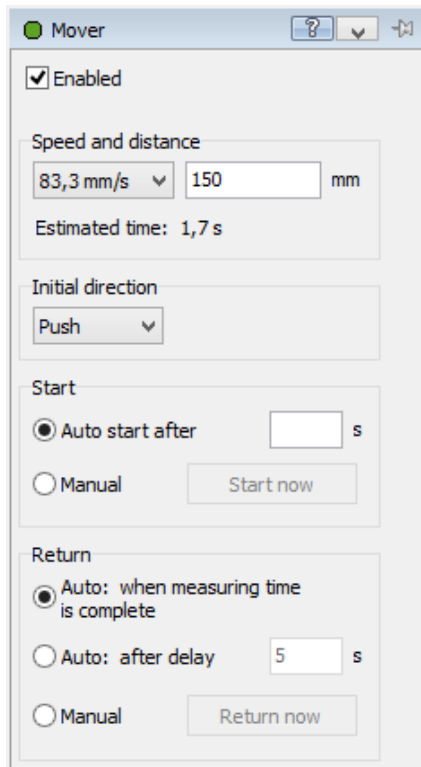 Mover ?
Enabled
Speed and distance
83,3 mm/s 150 mm
Estimated time: 1,7 s
Initial direction
Push
Start
Auto start after s
Manual Start now
Return
Auto: when measuring time
is complete
Auto: after delay 5 s
Manual Return now